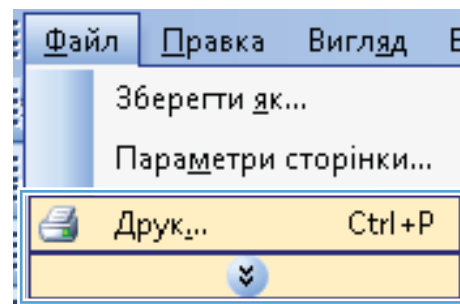 Файл Правка Вигляд
Зберегти як...
Параметри сторінки...
Друк... Ctrl+P